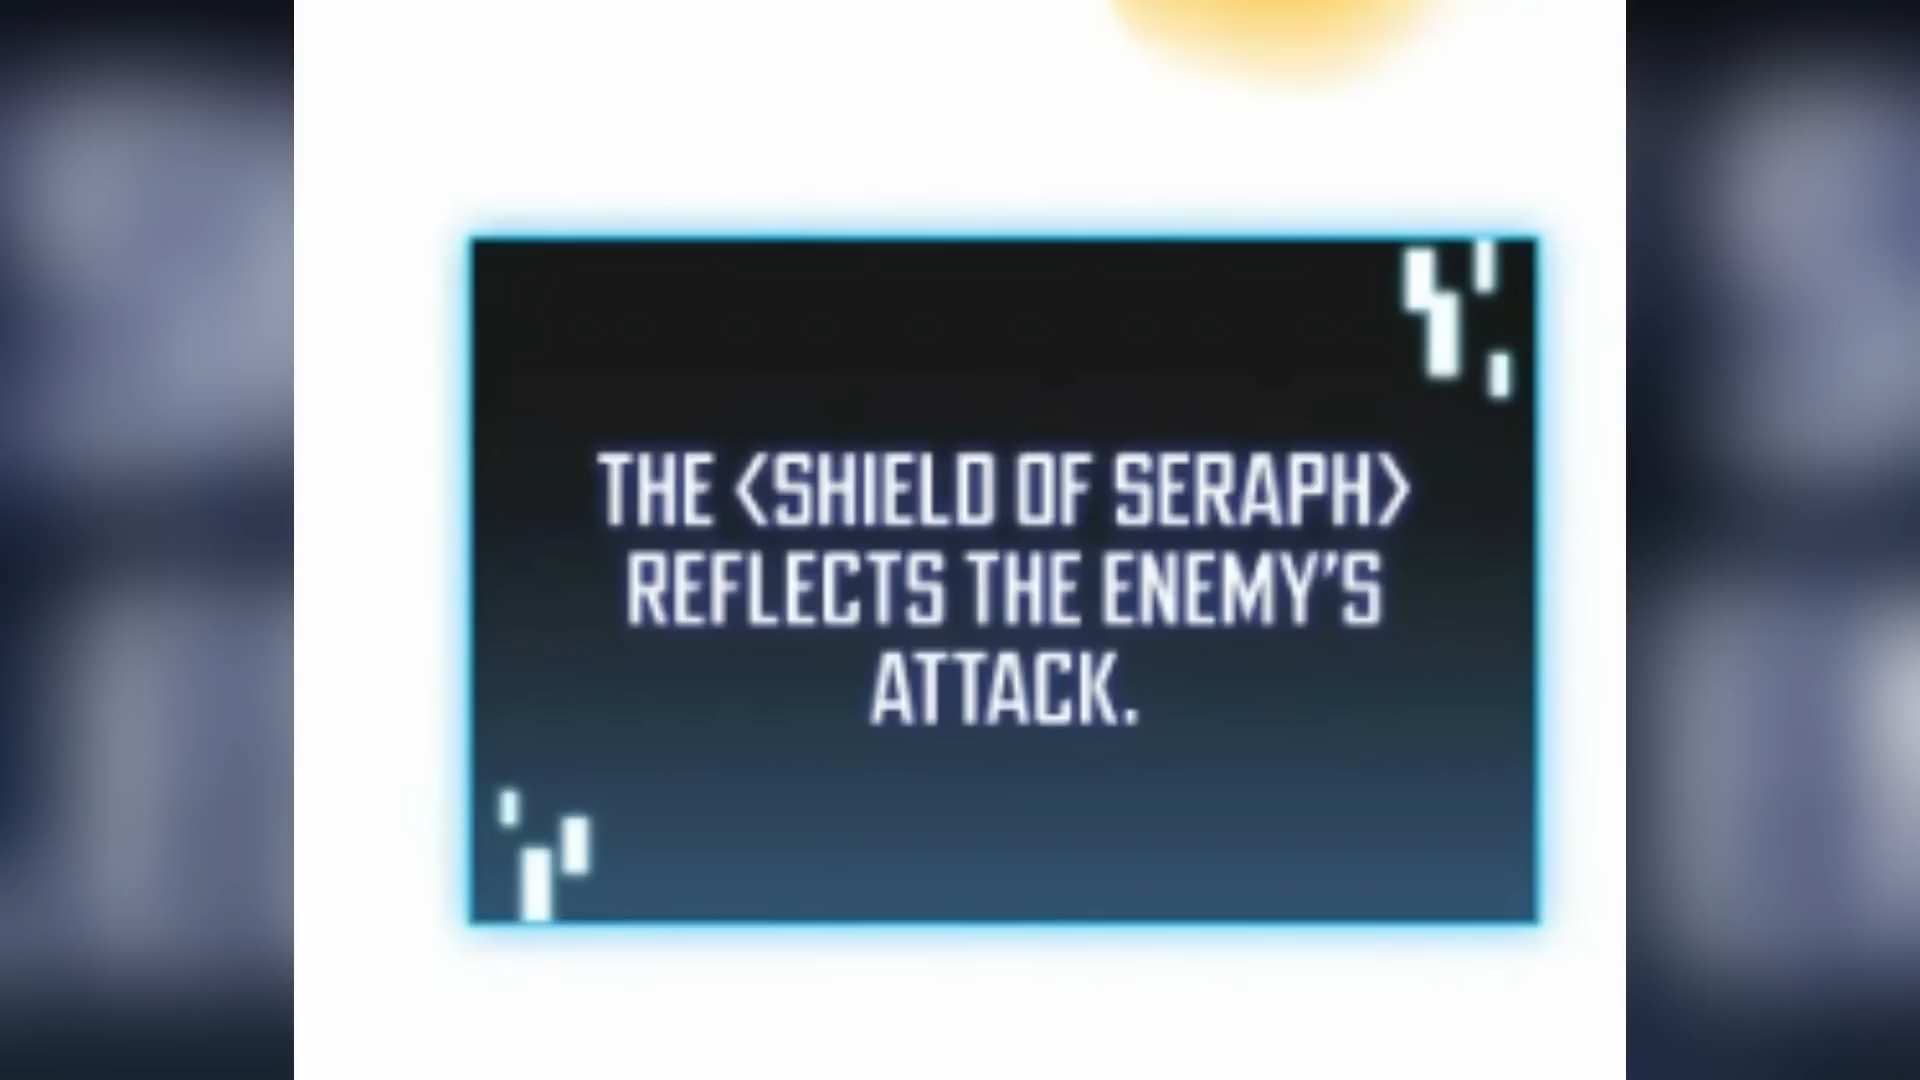 THE <SHIELD OF SERAPH>
REFLECTS THE ENEMY'S
ATTACK.